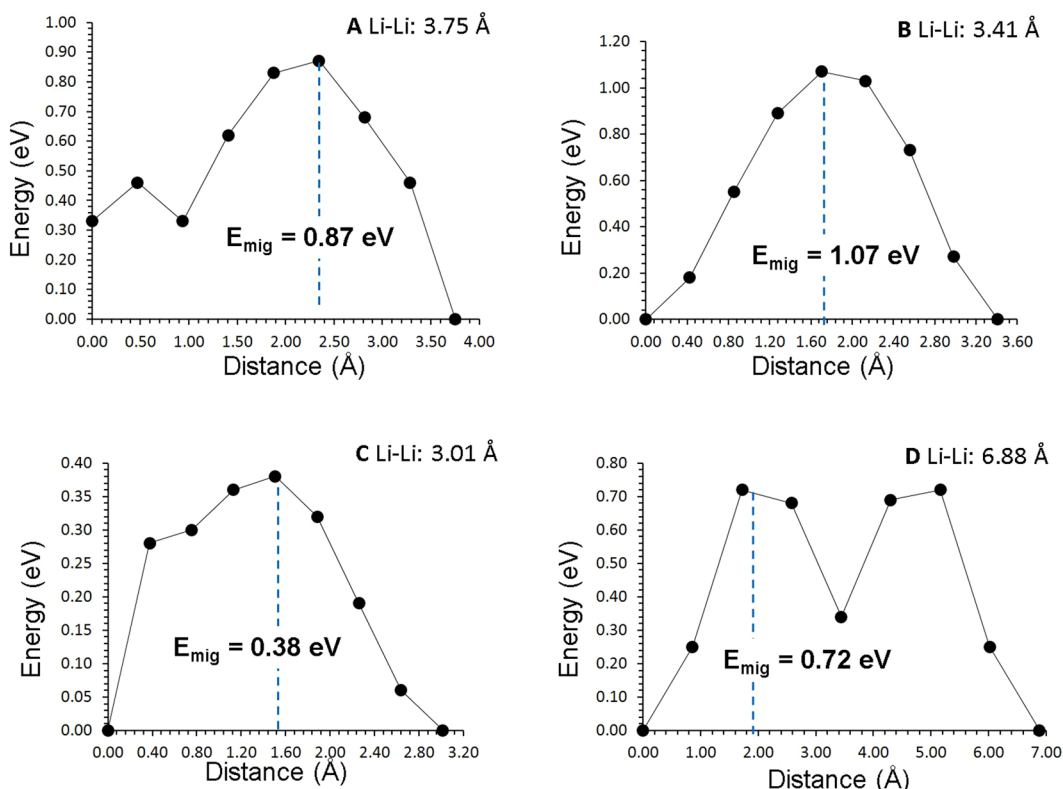 A Li-Li: 3.75 Å
1.00
0.90
0.80
0.70
0.60
0.50
0.40
0.30
0.20
0.10
0.00
Energy (eV)
E_mig = 0.87 eV
0.00 0.50 1.00 1.50 2.00 2.50 3.00 3.50 4.00
Distance (Å)
B Li-Li: 3.41 Å
1.20
1.00
0.80
0.60
0.40
0.20
0.00
Energy (eV)
E_mig = 1.07 eV
0.00 0.40 0.80 1.20 1.60 2.00 2.40 2.80 3.20 3.60
Distance (Å)
C Li-Li: 3.01 Å
0.40
0.35
0.30
0.25
0.20
0.15
0.10
0.05
0.00
Energy (eV)
E_mig = 0.38 eV
0.00 0.40 0.80 1.20 1.60 2.00 2.40 2.80 3.20
Distance (Å)
D Li-Li: 6.88 Å
0.80
0.70
0.60
0.50
0.40
0.30
0.20
0.10
0.00
Energy (eV)
E_mig = 0.72 eV
0.00 1.00 2.00 3.00 4.00 5.00 6.00 7.00
Distance (Å)